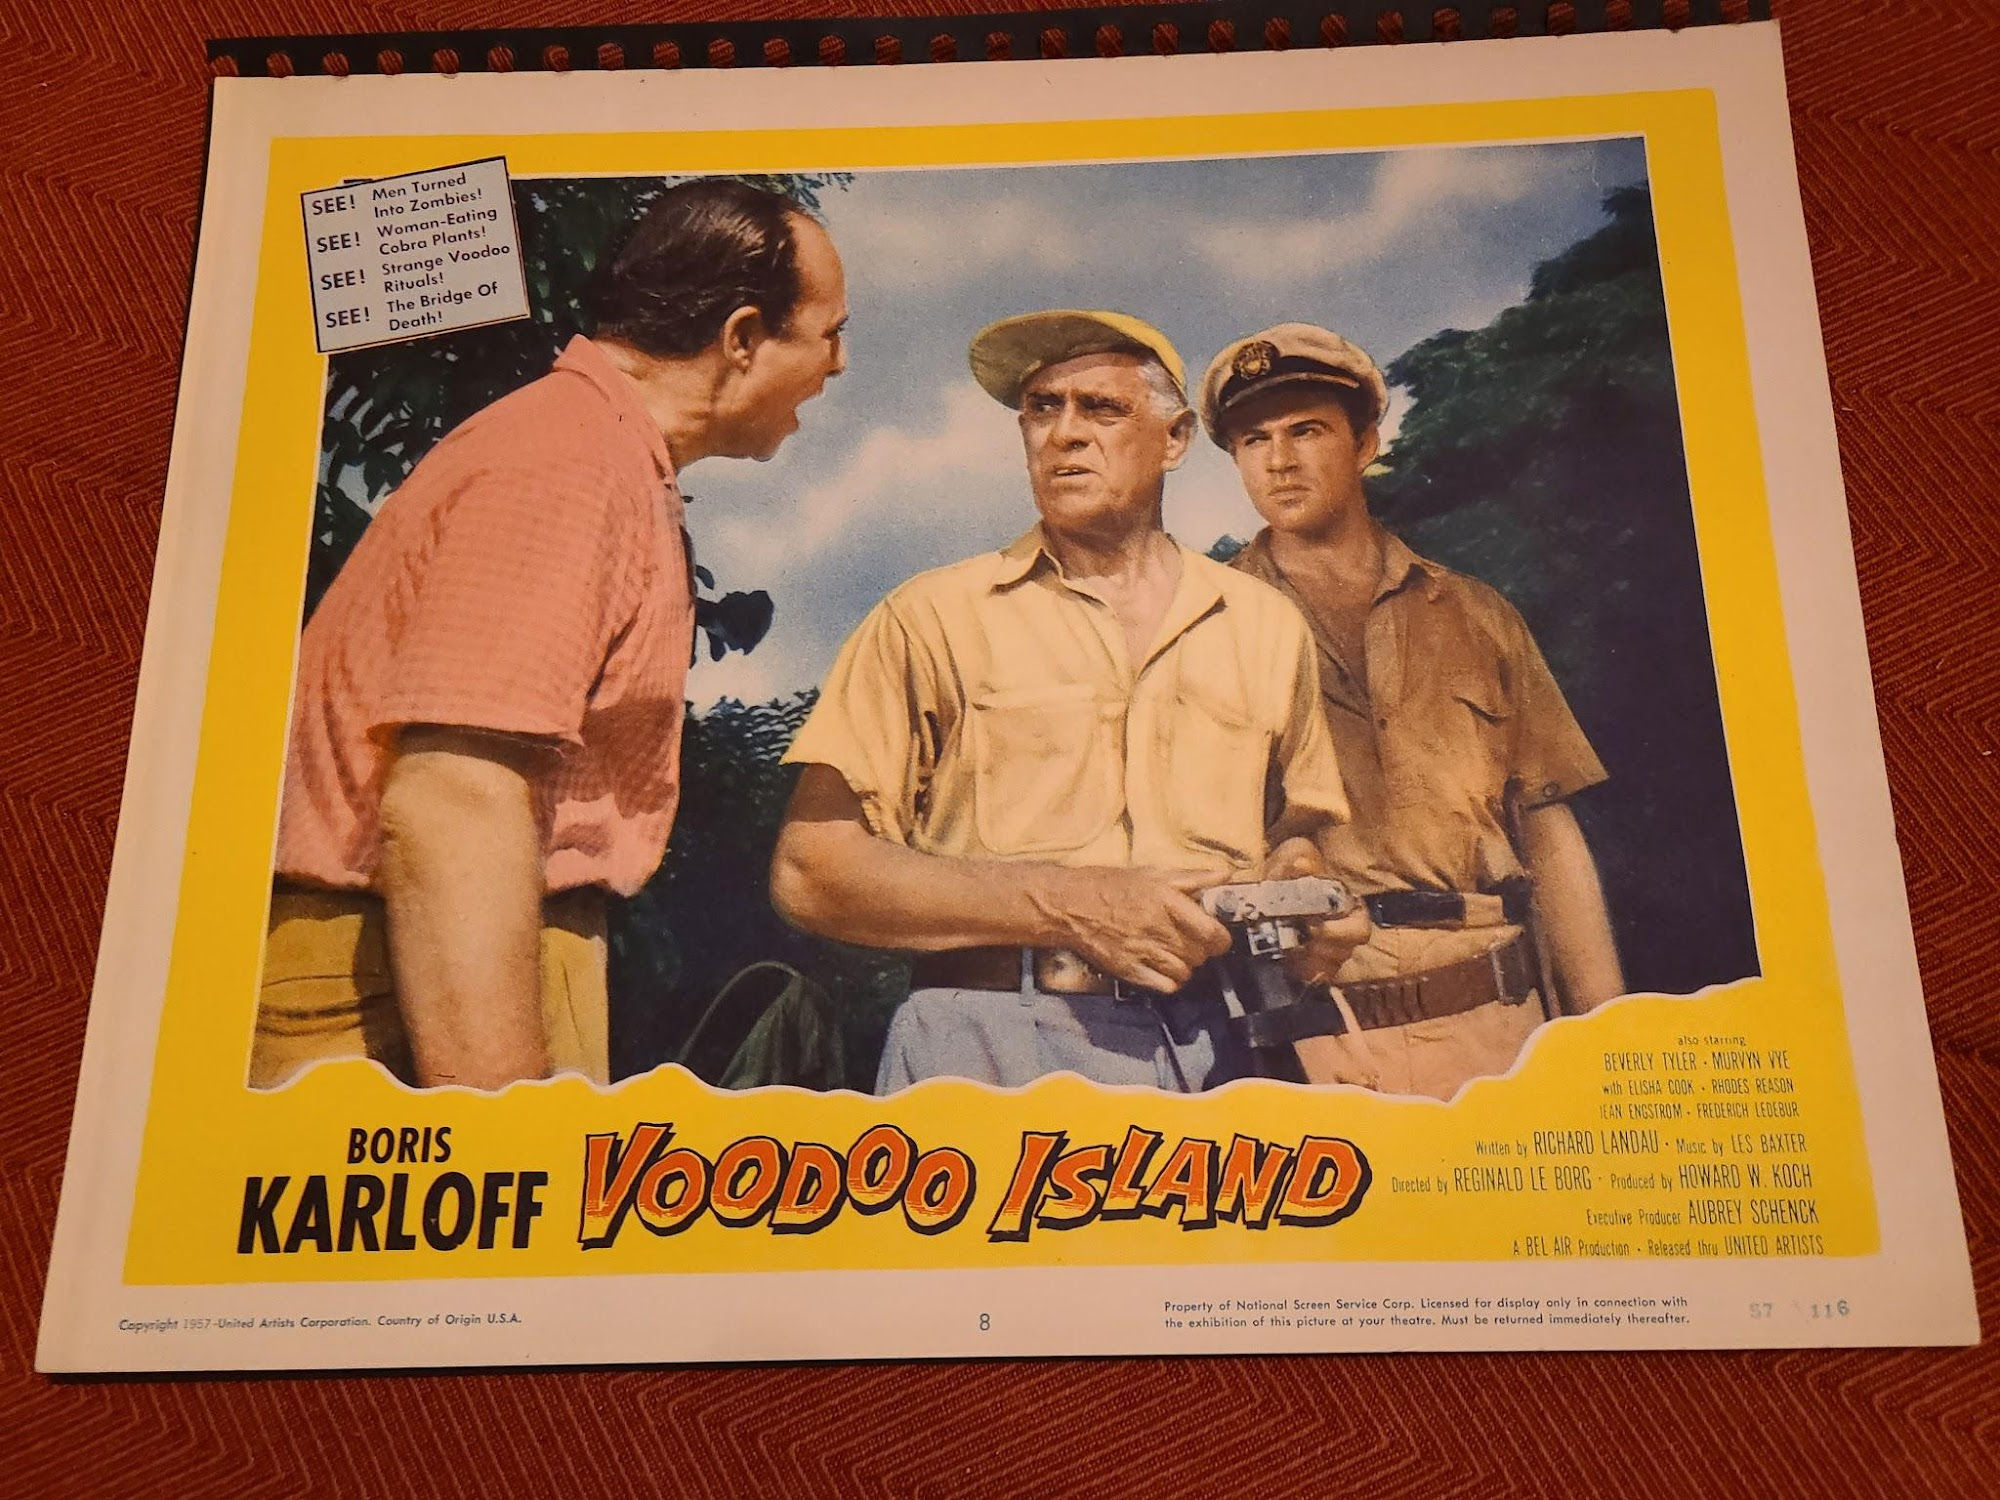 SEE! Men Turned
Into Zombies!
SEE! Woman-Eating
Cobra Plants!
SEE! Strange Voodoo
Rituals!
SEE! The Bridge Of
Death!
also starring
BEVERLY TYLER · MURVYN VYE
with ELISHA COOK · RHODES REASON
JEAN ENGSTROM · FREDERICH LEDEBUR
Written by RICHARD LANDAU · Music by LES BAXTER
Directed by REGINALD LE BORG · Produced by HOWARD W. KOCH
Executive Producer AUBREY SCHENCK
A BEL AIR Production · Released thru UNITED ARTISTS
BORIS
KARLOFF
VOODOO ISLAND
Copyright 1957-United Artists Corporation. Country of Origin U.S.A.
8
Property of National Screen Service Corp. Licensed for display only in connection with
the exhibition of this picture at your theatre. Must be returned immediately thereafter.
57 116